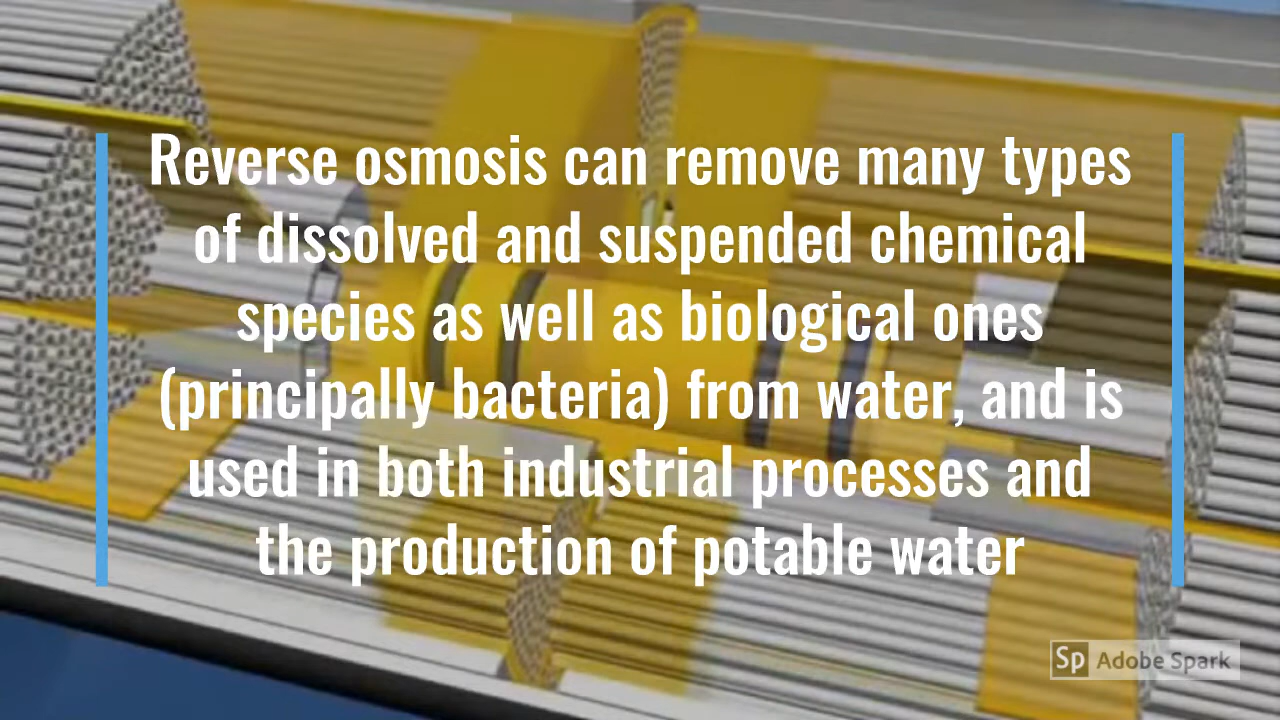 Reverse osmosis can remove many types
of dissolved and suspended chemical
species as well as biological ones
(principally bacteria) from water, and is
used in both industrial processes and
the production of potable water
Sp Adobe Spark